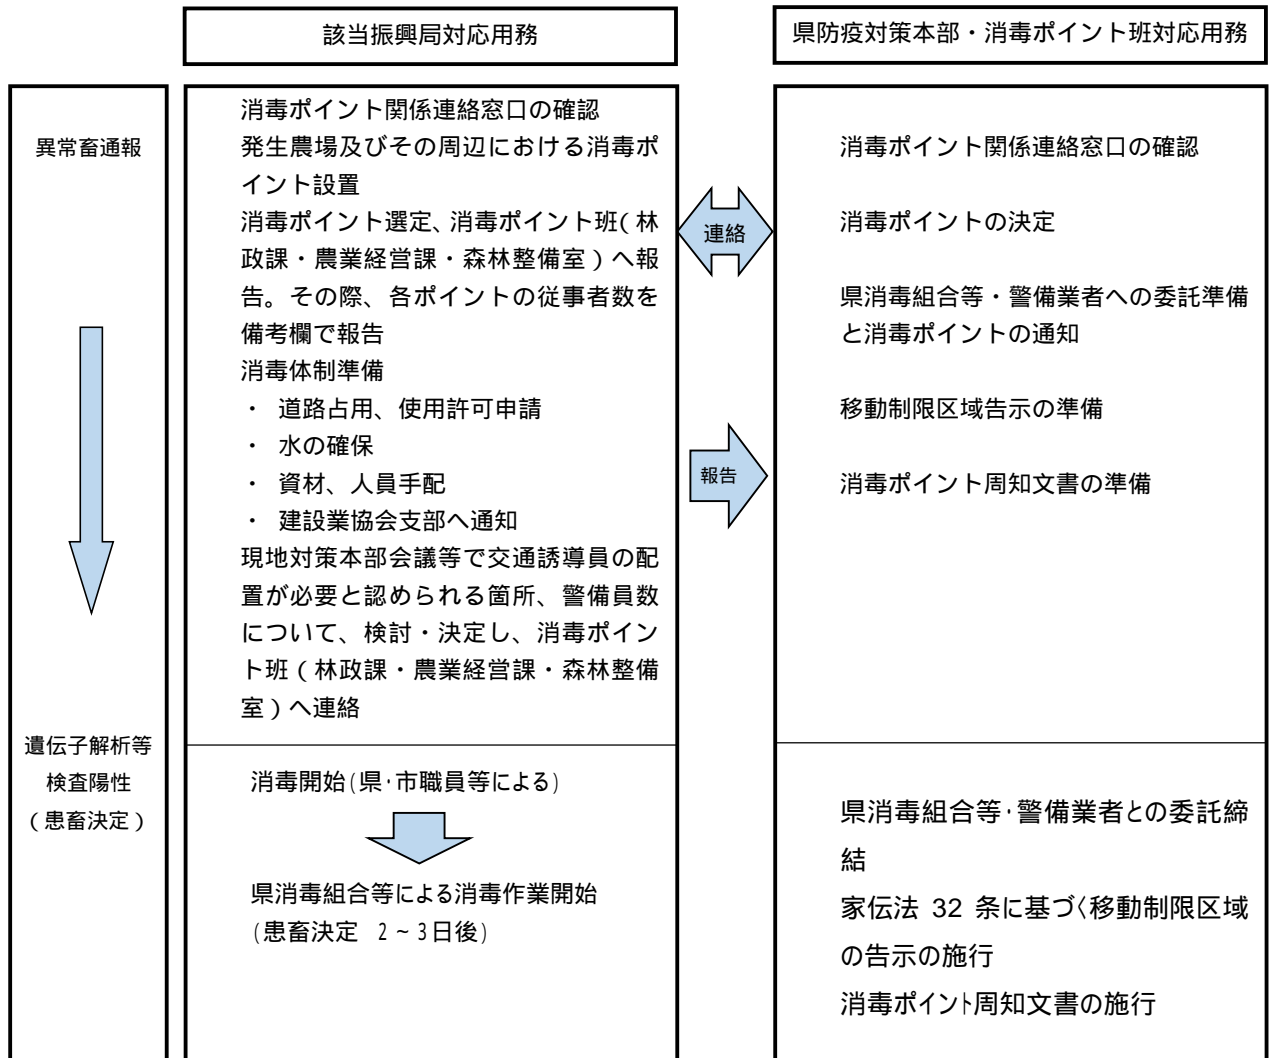 該当振興局対応用務
県防疫対策本部・消毒ポイント班対応用務
異常畜通報
遺伝子解析等
検査陽性
（患畜決定）
消毒ポイント関係連絡窓口の確認
発生農場及びその周辺における消毒ポ
イント設置
消毒ポイント選定、消毒ポイント班（林
政課・農業経営課・森林整備室）へ報
告。その際、各ポイントの従事者数を
備考欄で報告
消毒体制準備
・ 道路占用、使用許可申請
・ 水の確保
・ 資材、人員手配
・ 建設業協会支部へ通知
現地対策本部会議等で交通誘導員の配
置が必要と認められる箇所、警備員数
について、検討・決定し、消毒ポイン
ト班（林政課・農業経営課・森林整備
室）へ連絡
消毒開始(県・市職員等による)
県消毒組合等による消毒作業開始
(患畜決定 2～3日後)
連絡
報告
消毒ポイント関係連絡窓口の確認
消毒ポイントの決定
県消毒組合等・警備業者への委託準備
と消毒ポイントの通知
移動制限区域告示の準備
消毒ポイント周知文書の準備
県消毒組合等・警備業者との委託締
結
家伝法 32 条に基づく移動制限区域
の告示の施行
消毒ポイント周知文書の施行